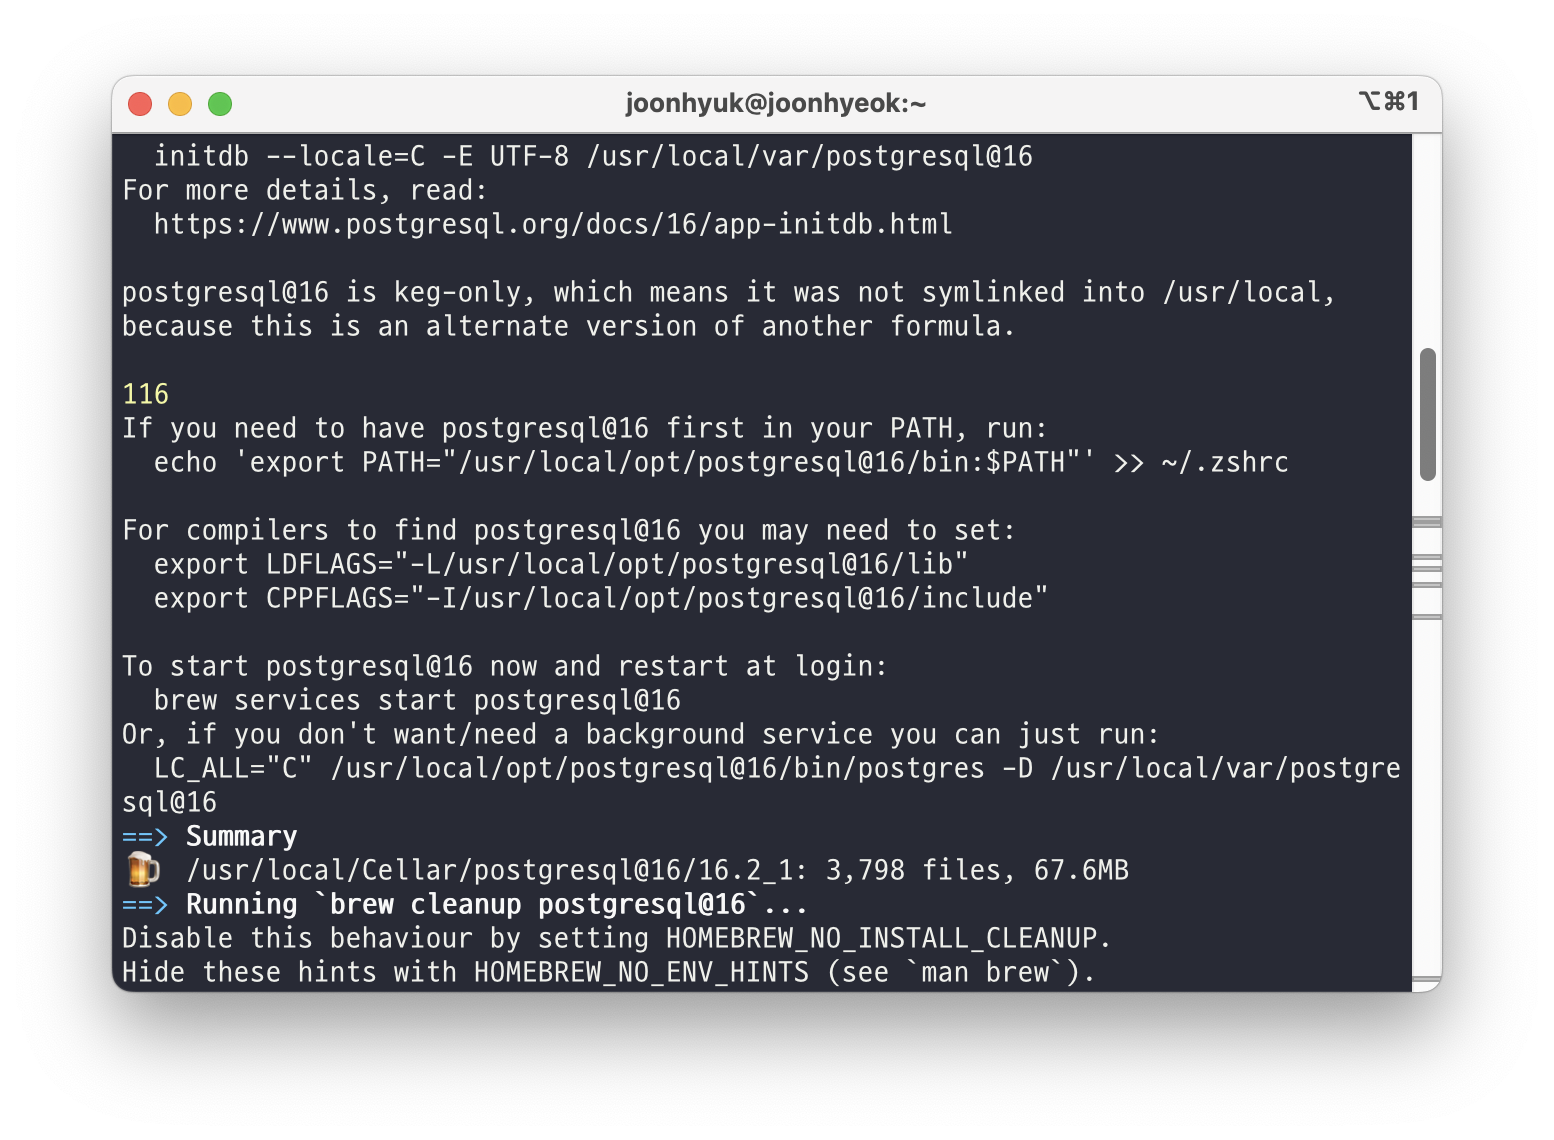 joonhyuk@joonhyeok:~
⌥⌘1
initdb --locale=C -E UTF-8 /usr/local/var/postgresql@16
For more details, read:
https://www.postgresql.org/docs/16/app-initdb.html
postgresql@16 is keg-only, which means it was not symlinked into /usr/local,
because this is an alternate version of another formula.
116
If you need to have postgresql@16 first in your PATH, run:
echo 'export PATH="/usr/local/opt/postgresql@16/bin:$PATH"' >> ~/.zshrc
For compilers to find postgresql@16 you may need to set:
export LDFLAGS="-L/usr/local/opt/postgresql@16/lib"
export CPPFLAGS="-I/usr/local/opt/postgresql@16/include"
To start postgresql@16 now and restart at login:
brew services start postgresql@16
Or, if you don't want/need a background service you can just run:
LC_ALL="C" /usr/local/opt/postgresql@16/bin/postgres -D /usr/local/var/postgre
sql@16
==> Summary
🍺 /usr/local/Cellar/postgresql@16/16.2_1: 3,798 files, 67.6MB
==> Running `brew cleanup postgresql@16`...
Disable this behaviour by setting HOMEBREW_NO_INSTALL_CLEANUP.
Hide these hints with HOMEBREW_NO_ENV_HINTS (see `man brew`).